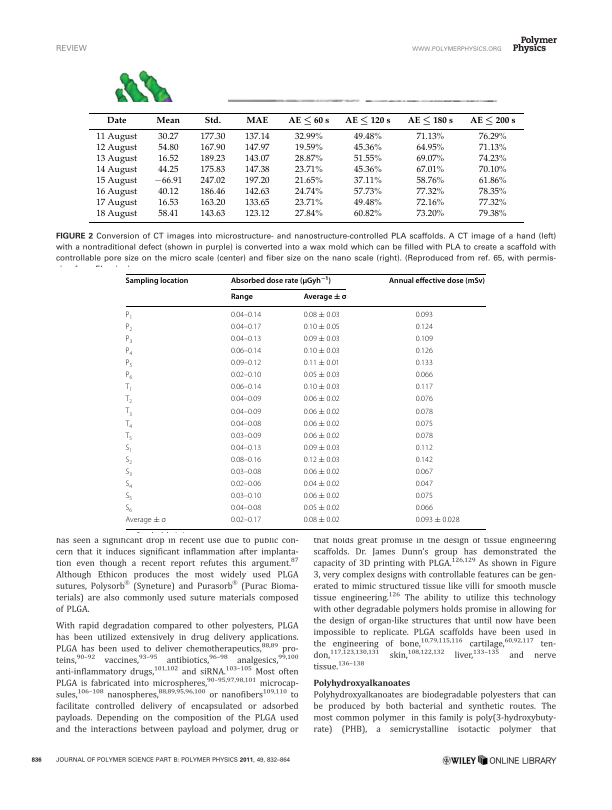 REVIEW
WWW.POLYMERPHYSICS.ORG
Polymer
Physics
Date Mean Std. MAE AE ≤ 60 s AE ≤ 120 s AE ≤ 180 s AE ≤ 200 s
11 August 30.27 177.30 137.14 32.99% 49.48% 71.13% 76.29%
12 August 54.80 167.90 147.97 19.59% 45.36% 64.95% 71.13%
13 August 16.52 189.23 143.07 28.87% 51.55% 69.07% 74.23%
14 August 44.25 175.83 147.38 23.71% 45.36% 67.01% 70.10%
15 August −66.91 247.02 197.20 21.65% 37.11% 58.76% 61.86%
16 August 40.12 186.46 142.63 24.74% 57.73% 77.32% 78.35%
17 August 16.53 163.20 133.65 23.71% 49.48% 72.16% 77.32%
18 August 58.41 143.63 123.12 27.84% 60.82% 73.20% 79.38%
FIGURE 2 Conversion of CT images into microstructure- and nanostructure-controlled PLA scaffolds. A CT image of a hand (left)
with a nontraditional defect (shown in purple) is converted into a wax mold which can be filled with PLA to create a scaffold with
controllable pore size on the micro scale (center) and fiber size on the nano scale (right). (Reproduced from ref. 65, with permis-
Sampling location Absorbed dose rate (μGyh⁻¹) Annual effective dose (mSv)
Range Average ± σ
P₁ 0.04–0.14 0.08 ± 0.03 0.093
P₂ 0.04–0.17 0.10 ± 0.05 0.124
P₃ 0.04–0.13 0.09 ± 0.03 0.109
P₄ 0.06–0.14 0.10 ± 0.03 0.126
P₅ 0.09–0.12 0.11 ± 0.01 0.133
P₆ 0.02–0.10 0.05 ± 0.03 0.066
T₁ 0.06–0.14 0.10 ± 0.03 0.117
T₂ 0.04–0.09 0.06 ± 0.02 0.076
T₃ 0.04–0.09 0.06 ± 0.02 0.078
T₄ 0.04–0.08 0.06 ± 0.02 0.075
T₅ 0.03–0.09 0.06 ± 0.02 0.078
S₁ 0.04–0.13 0.09 ± 0.03 0.112
S₂ 0.08–0.16 0.12 ± 0.03 0.142
S₃ 0.03–0.08 0.06 ± 0.02 0.067
S₄ 0.02–0.06 0.04 ± 0.02 0.047
S₅ 0.03–0.10 0.06 ± 0.02 0.075
S₆ 0.04–0.08 0.05 ± 0.02 0.066
Average ± σ 0.02–0.17 0.08 ± 0.02 0.093 ± 0.028
has seen a significant drop in recent use due to public con-
cern that it induces significant inflammation after implanta-
tion even though a recent report refutes this argument.⁸⁷
Although Ethicon produces the most widely used PLGA
sutures, Polysorb® (Syneture) and Purasorb® (Purac Bioma-
terials) are also commonly used suture materials composed
of PLGA.
With rapid degradation compared to other polyesters, PLGA
has been utilized extensively in drug delivery applications.
PLGA has been used to deliver chemotherapeutics,⁸⁸,⁸⁹ pro-
teins,⁹⁰⁻⁹² vaccines,⁹³⁻⁹⁵ antibiotics,⁹⁶⁻⁹⁸ analgesics,⁹⁹,¹⁰⁰
anti-inflammatory drugs,¹⁰¹,¹⁰² and siRNA.¹⁰³⁻¹⁰⁵ Most often
PLGA is fabricated into microspheres,⁹⁰⁻⁹⁵,⁹⁷,⁹⁸,¹⁰¹ microcap-
sules,¹⁰⁶⁻¹⁰⁸ nanospheres,⁸⁸,⁸⁹,⁹⁵,⁹⁶,¹⁰⁰ or nanofibers¹⁰⁹,¹¹⁰ to
facilitate controlled delivery of encapsulated or adsorbed
payloads. Depending on the composition of the PLGA used
and the interactions between payload and polymer, drug or
that holds great promise in the design of tissue engineering
scaffolds. Dr. James Dunn's group has demonstrated the
capacity of 3D printing with PLGA.¹²⁶,¹²⁹ As shown in Figure
3, very complex designs with controllable features can be gen-
erated to mimic structured tissue like villi for smooth muscle
tissue engineering.¹²⁶ The ability to utilize this technology
with other degradable polymers holds promise in allowing for
the design of organ-like structures that until now have been
impossible to replicate. PLGA scaffolds have been used in
the engineering of bone,¹⁰,⁷⁹,¹¹⁵,¹¹⁶ cartilage,⁶⁰,⁹²,¹¹⁷ ten-
don,¹¹⁷,¹²³,¹³⁰,¹³¹ skin,¹⁰⁸,¹²²,¹³² liver,¹³³⁻¹³⁵ and nerve
tissue.¹³⁶⁻¹³⁸
Polyhydroxyalkanoates
Polyhydroxyalkanoates are biodegradable polyesters that can
be produced by both bacterial and synthetic routes. The
most common polymer in this family is poly(3-hydroxybuty-
rate) (PHB), a semicrystalline isotactic polymer that
836 JOURNAL OF POLYMER SCIENCE PART B: POLYMER PHYSICS 2011, 49, 832–864
WILEY ONLINE LIBRARY